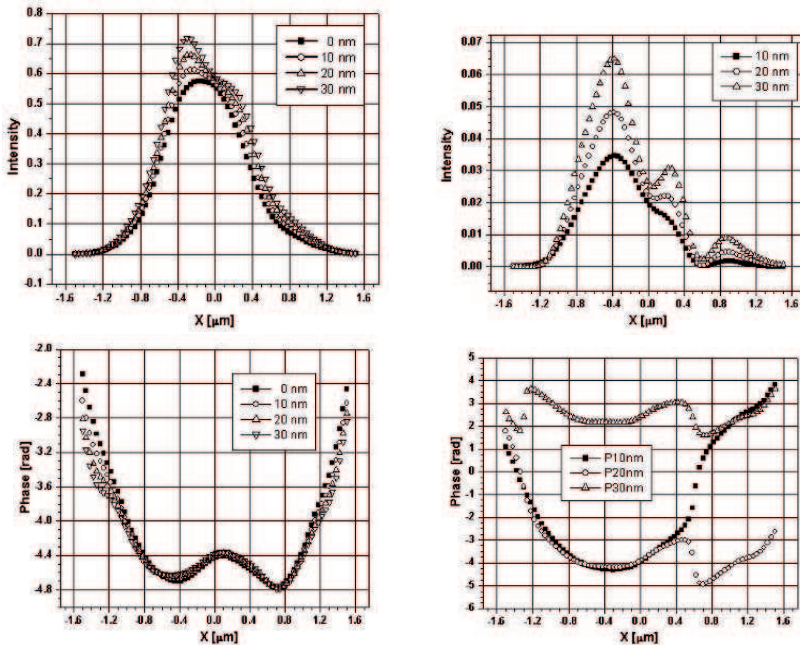 0.8
0.7
0.6
0.5
0.4
0.3
0.2
0.1
0.0
-0.1
Intensity
0 nm
10 nm
20 nm
30 nm
-1.6 -1.2 -0.8 -0.4 0.0 0.4 0.8 1.2 1.6
X [μm]
0.07
0.06
0.05
0.04
0.03
0.02
0.01
0.00
Intensity
10 nm
20 nm
30 nm
-1.6 -1.2 -0.8 -0.4 0.0 0.4 0.8 1.2 1.6
X [μm]
-2.0
-2.4
-2.8
-3.2
-3.6
-4.0
-4.4
-4.8
Phase [rad]
0 nm
10 nm
20 nm
30 nm
-1.6 -1.2 -0.8 -0.4 0.0 0.4 0.8 1.2 1.6
X [μm]
5
4
3
2
1
0
-1
-2
-3
-4
-5
-6
Phase [rad]
P10nm
P20nm
P30nm
-1.6 -1.2 -0.8 -0.4 0.0 0.4 0.8 1.2 1.6
X [μm]